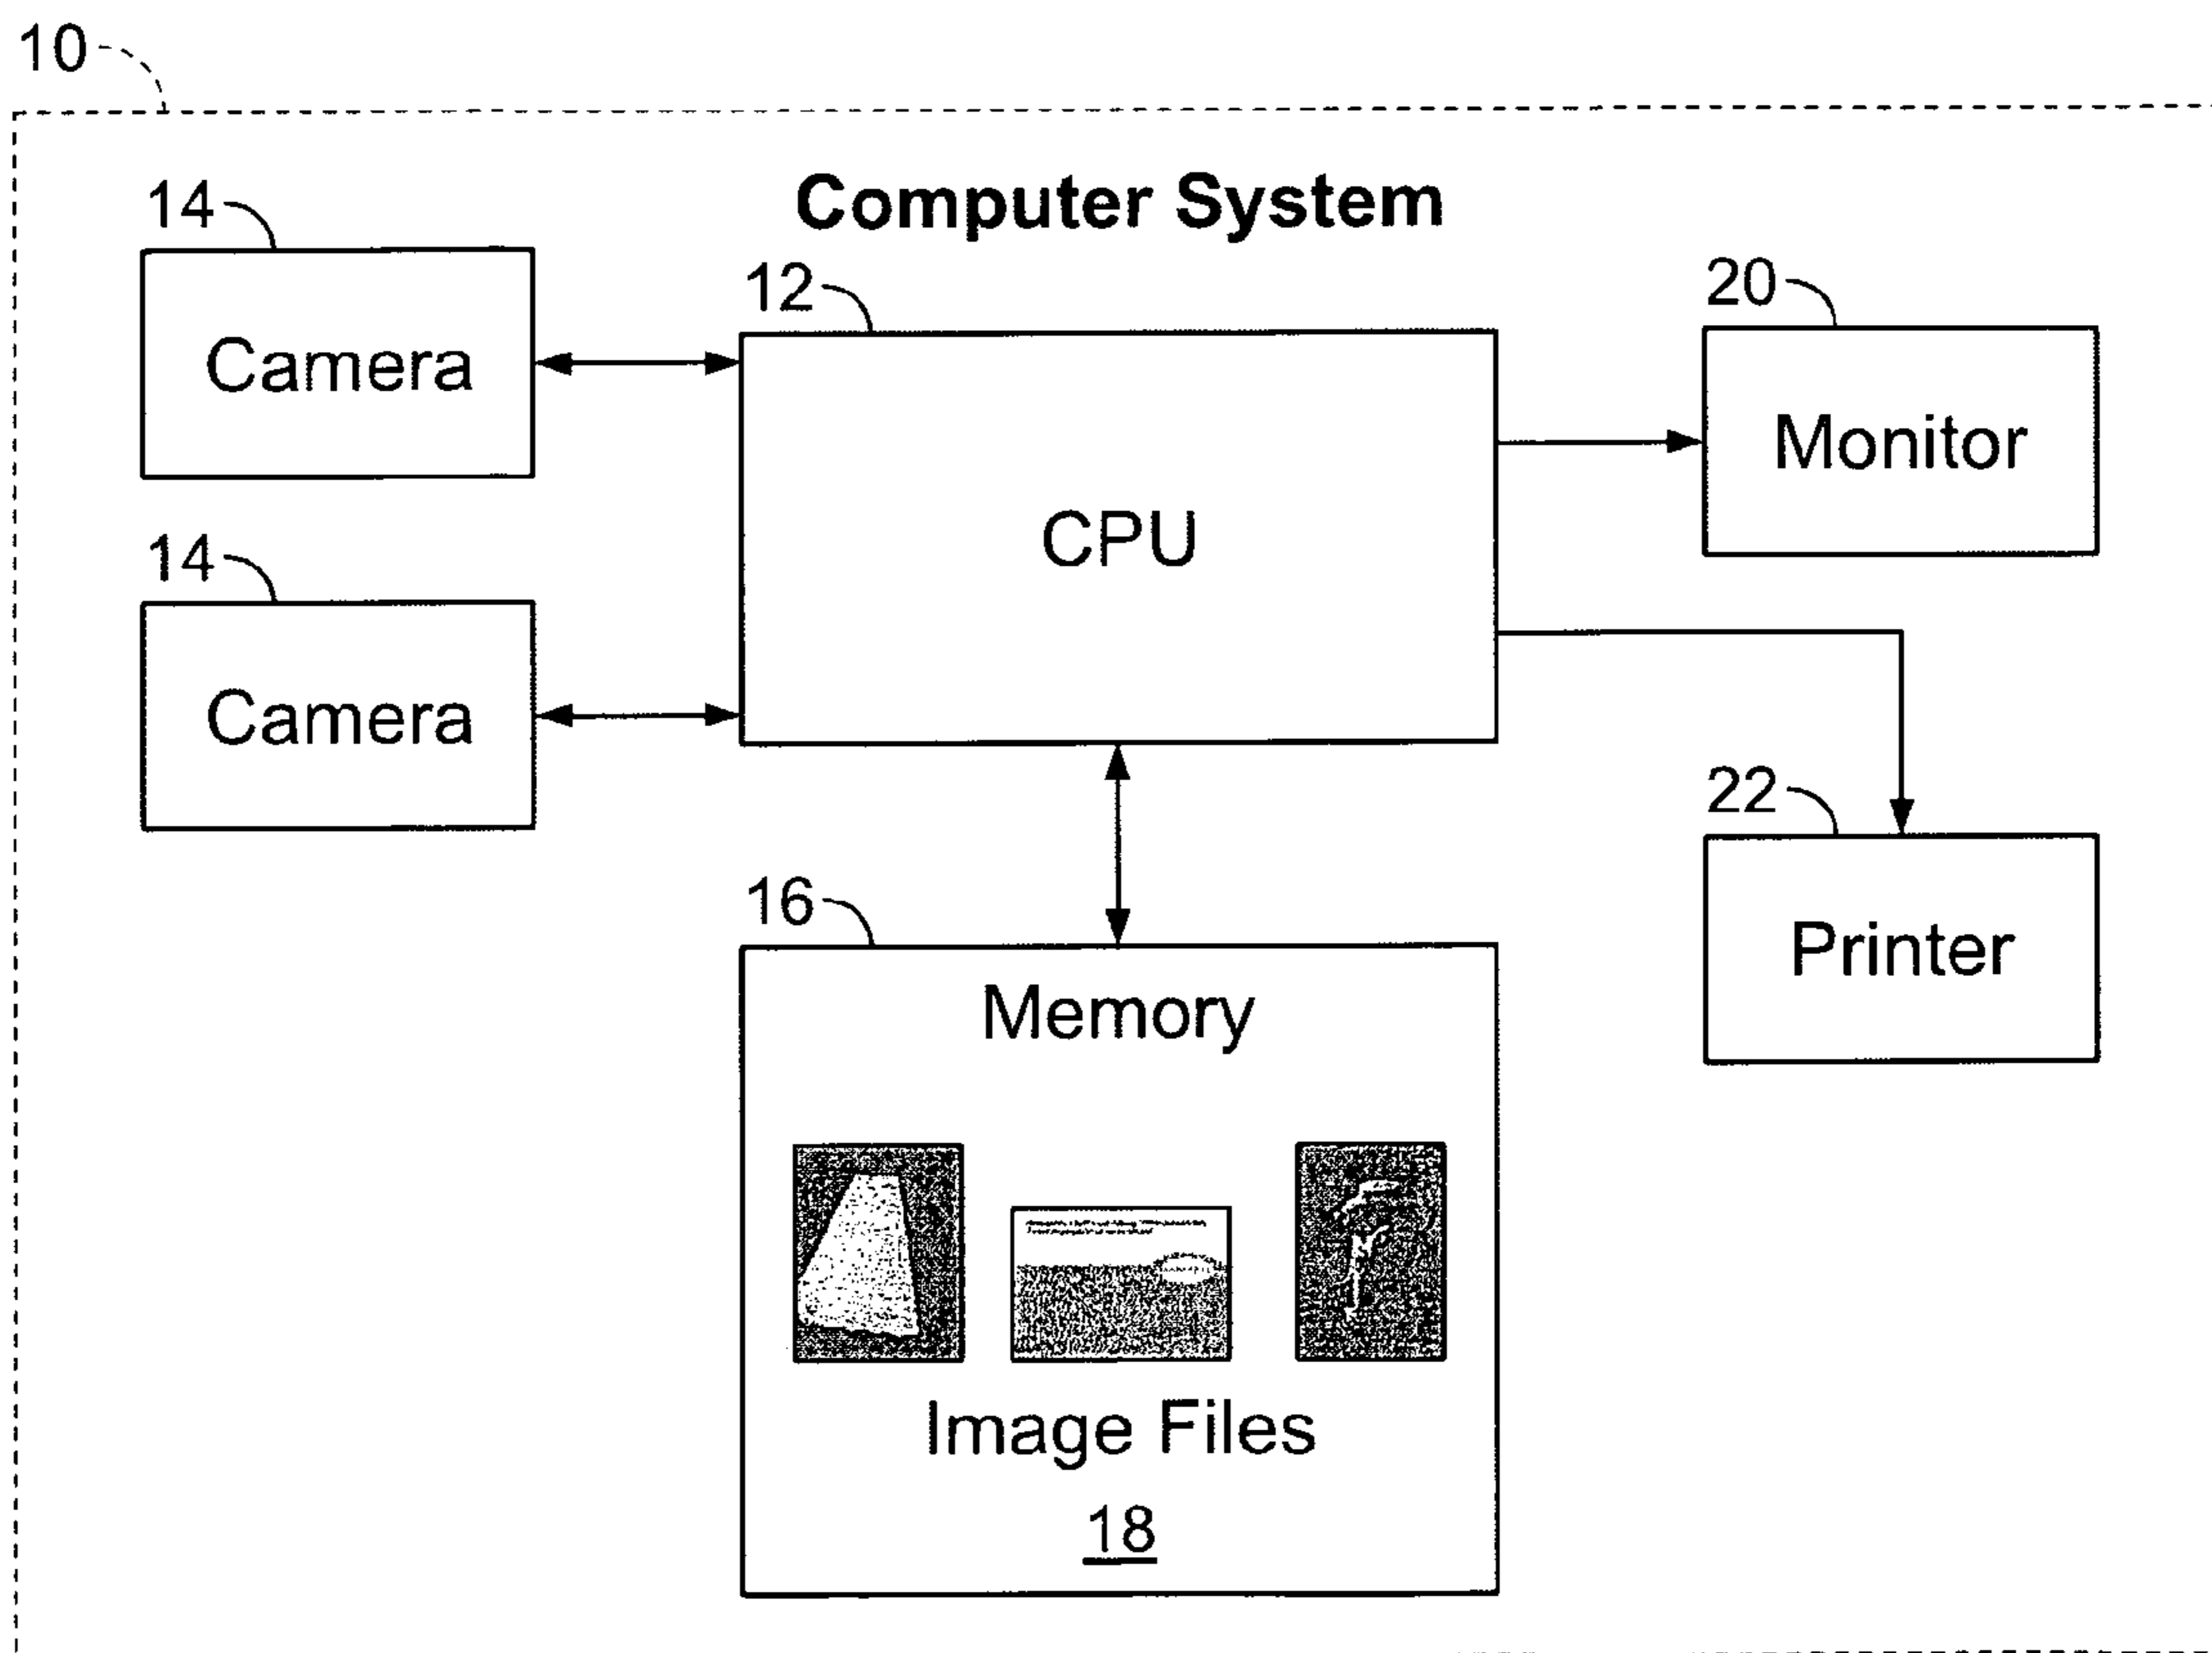 10
Computer System
14
Camera
12
CPU
20
Monitor
14
Camera
22
Printer
16
Memory
Image Files
18